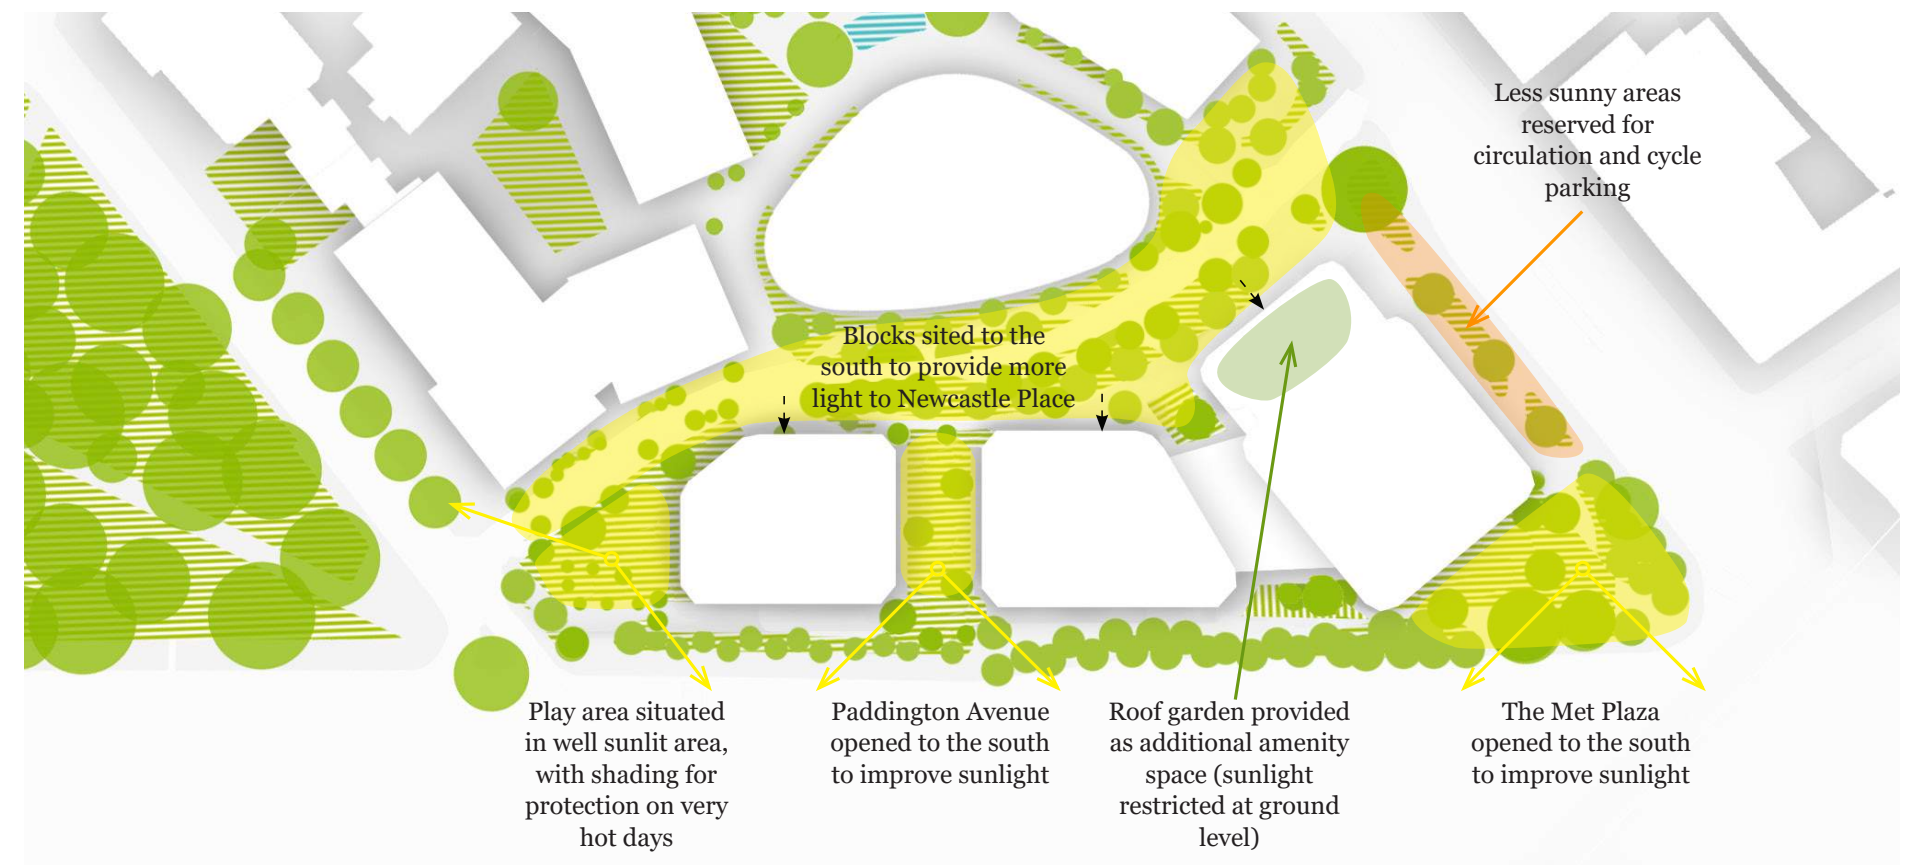 Less sunny areas
reserved for
circulation and cycle
parking
Blocks sited to the
south to provide more
light to Newcastle Place
Play area situated
in well sunlit area,
with shading for
protection on very
hot days
Paddington Avenue
opened to the south
to improve sunlight
Roof garden provided
as additional amenity
space (sunlight
restricted at ground
level)
The Met Plaza
opened to the south
to improve sunlight